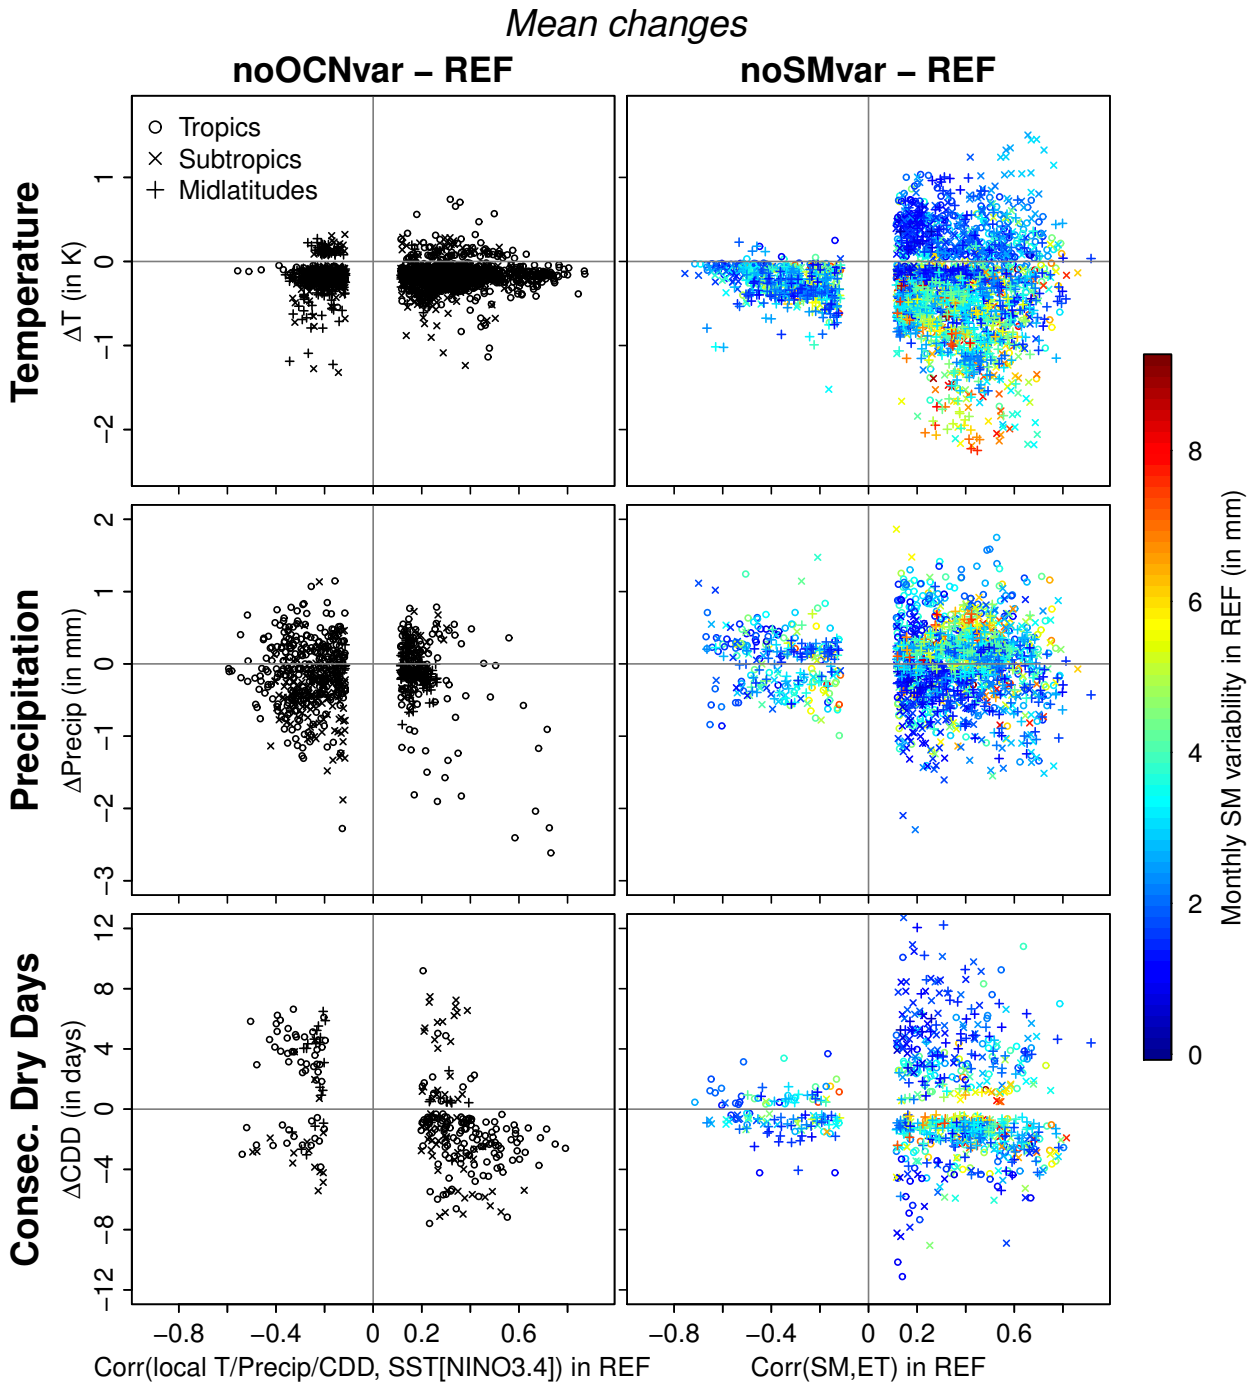 Mean changes
noOCNvar – REF
noSMvar – REF
Tropics
Subtropics
Midlatitudes
Temperature
ΔT (in K)
1
0
−1
−2
Precipitation
ΔPrecip (in mm)
2
1
0
−1
−2
−3
Consec. Dry Days
ΔCDD (in days)
12
8
4
0
−4
−8
−12
−0.8 −0.4 0 0.2 0.6
−0.8 −0.4 0 0.2 0.6
Corr(local T/Precip/CDD, SST[NINO3.4]) in REF
Corr(SM,ET) in REF
8
6
4
2
0
Monthly SM variability in REF (in mm)